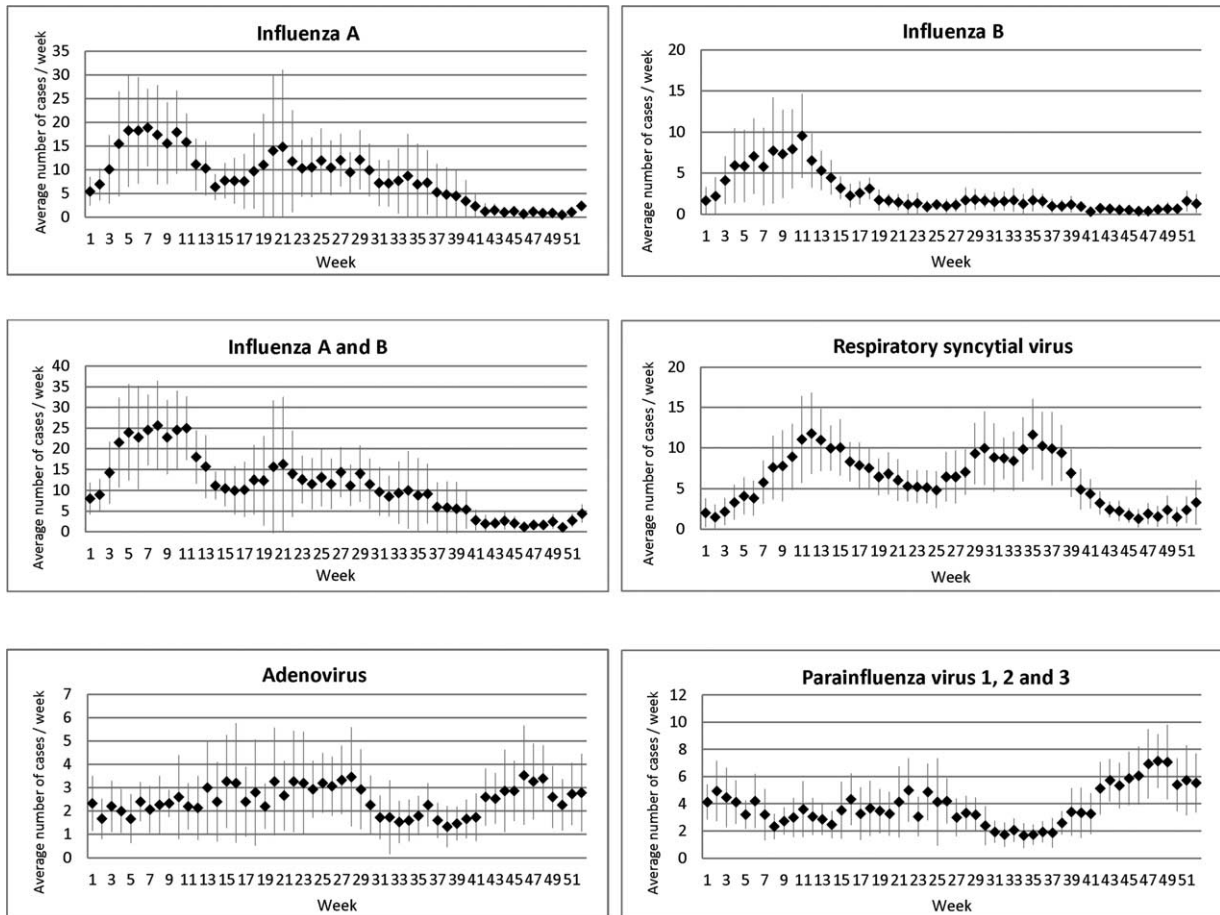 Influenza A
Average number of cases / week
35
30
25
20
15
10
5
0
1 3 5 7 9 11 13 15 17 19 21 23 25 27 29 31 33 35 37 39 41 43 45 47 49 51
Week
Influenza B
Average number of cases / week
20
15
10
5
0
1 3 5 7 9 11 13 15 17 19 21 23 25 27 29 31 33 35 37 39 41 43 45 47 49 51
Week
Influenza A and B
Average number of cases / week
40
35
30
25
20
15
10
5
0
1 3 5 7 9 11 13 15 17 19 21 23 25 27 29 31 33 35 37 39 41 43 45 47 49 51
Week
Respiratory syncytial virus
Average number of cases / week
20
15
10
5
0
1 3 5 7 9 11 13 15 17 19 21 23 25 27 29 31 33 35 37 39 41 43 45 47 49 51
Week
Adenovirus
Average number of cases / week
7
6
5
4
3
2
1
0
1 3 5 7 9 11 13 15 17 19 21 23 25 27 29 31 33 35 37 39 41 43 45 47 49 51
Week
Parainfluenza virus 1, 2 and 3
Average number of cases / week
12
10
8
6
4
2
0
1 3 5 7 9 11 13 15 17 19 21 23 25 27 29 31 33 35 37 39 41 43 45 47 49 51
Week